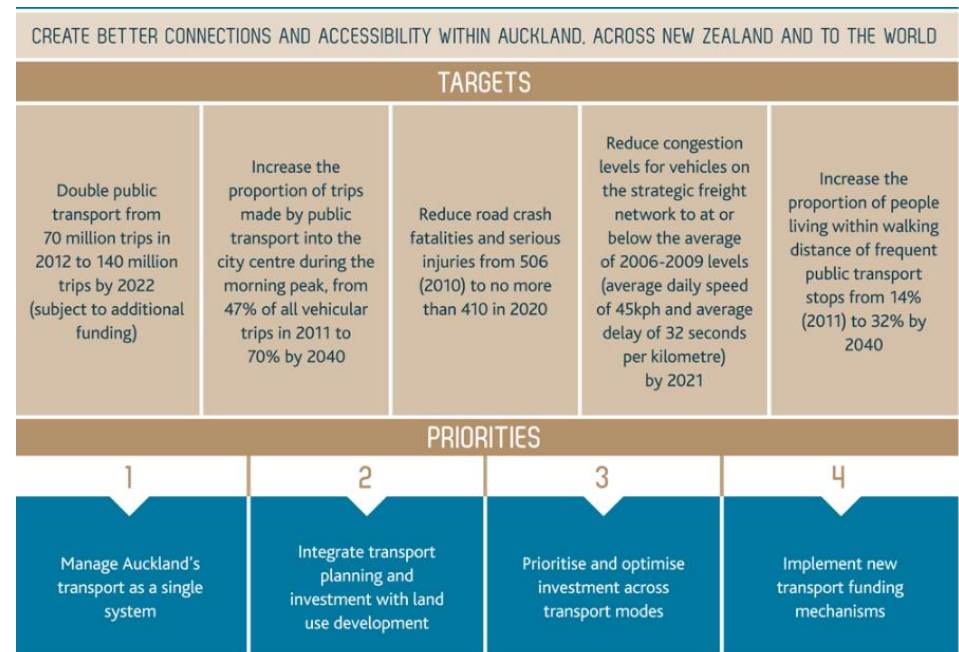 CREATE BETTER CONNECTIONS AND ACCESSIBILITY WITHIN AUCKLAND, ACROSS NEW ZEALAND AND TO THE WORLD
TARGETS
Double public
transport from
70 million trips in
2012 to 140 million
trips by 2022
(subject to additional
funding)
Increase the
proportion of trips
made by public
transport into the
city centre during the
morning peak, from
47% of all vehicular
trips in 2011 to
70% by 2040
Reduce road crash
fatalities and serious
injuries from 506
(2010) to no more
than 410 in 2020
Reduce congestion
levels for vehicles on
the strategic freight
network to at or
below the average
of 2006-2009 levels
(average daily speed
of 45kph and average
delay of 32 seconds
per kilometre)
by 2021
Increase the
proportion of people
living within walking
distance of frequent
public transport
stops from 14%
(2011) to 32% by
2040
PRIORITIES
1
Manage Auckland's
transport as a single
system
2
Integrate transport
planning and
investment with land
use development
3
Prioritise and optimise
investment across
transport modes
4
Implement new
transport funding
mechanisms